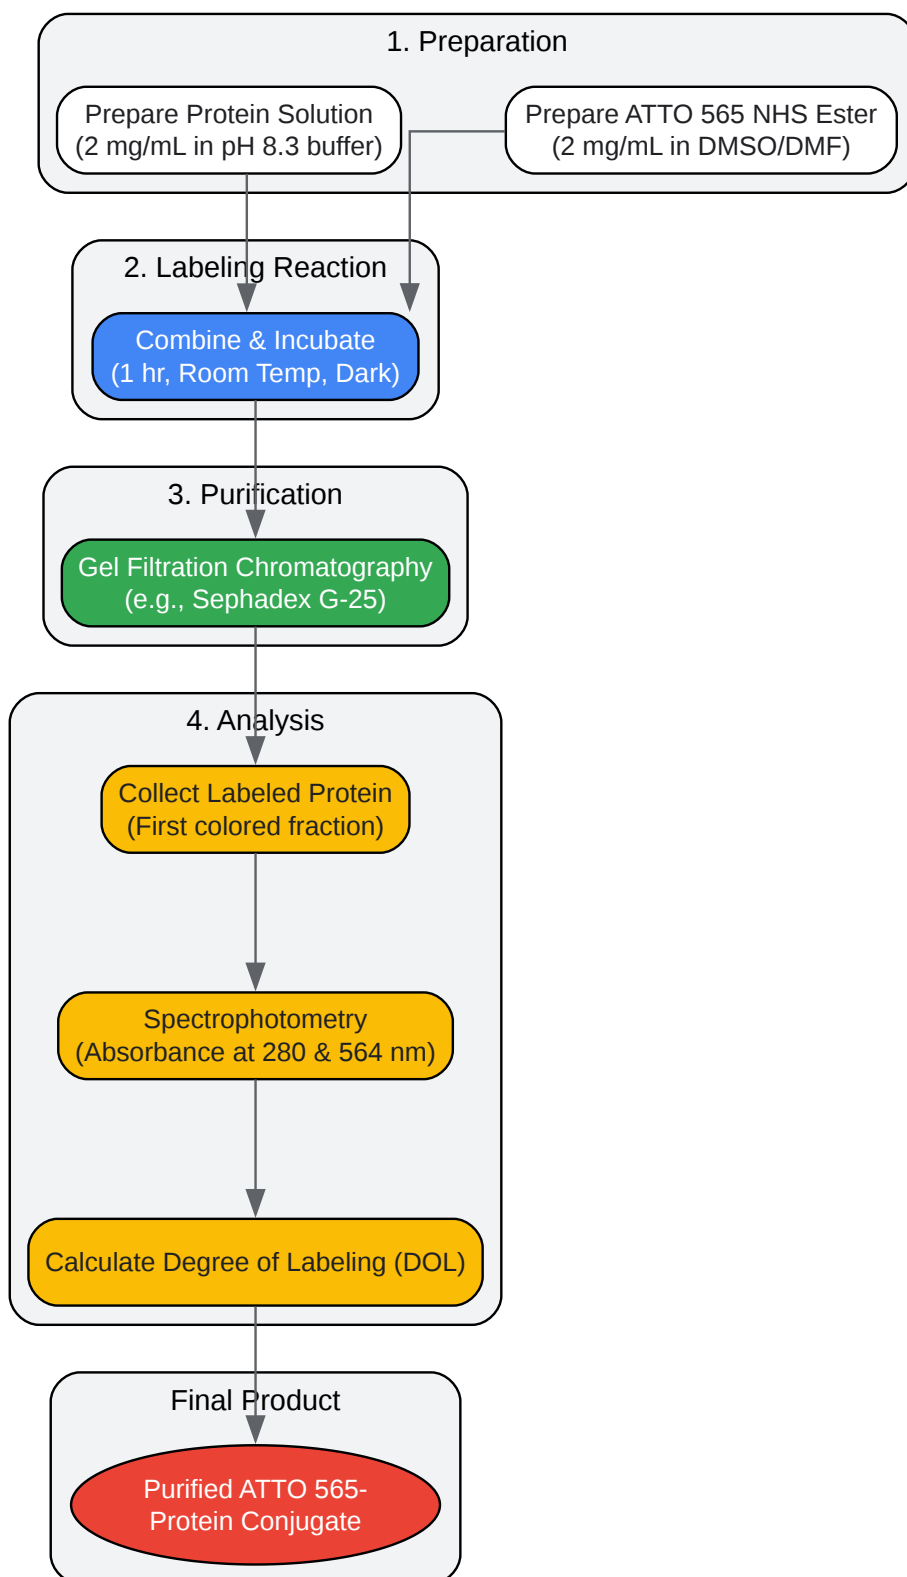 1. Preparation
Prepare Protein Solution
(2 mg/mL in pH 8.3 buffer)
Prepare ATTO 565 NHS Ester
(2 mg/mL in DMSO/DMF)
2. Labeling Reaction
Combine & Incubate
(1 hr, Room Temp, Dark)
3. Purification
Gel Filtration Chromatography
(e.g., Sephadex G-25)
4. Analysis
Collect Labeled Protein
(First colored fraction)
Spectrophotometry
(Absorbance at 280 & 564 nm)
Calculate Degree of Labeling (DOL)
Final Product
Purified ATTO 565-
Protein Conjugate